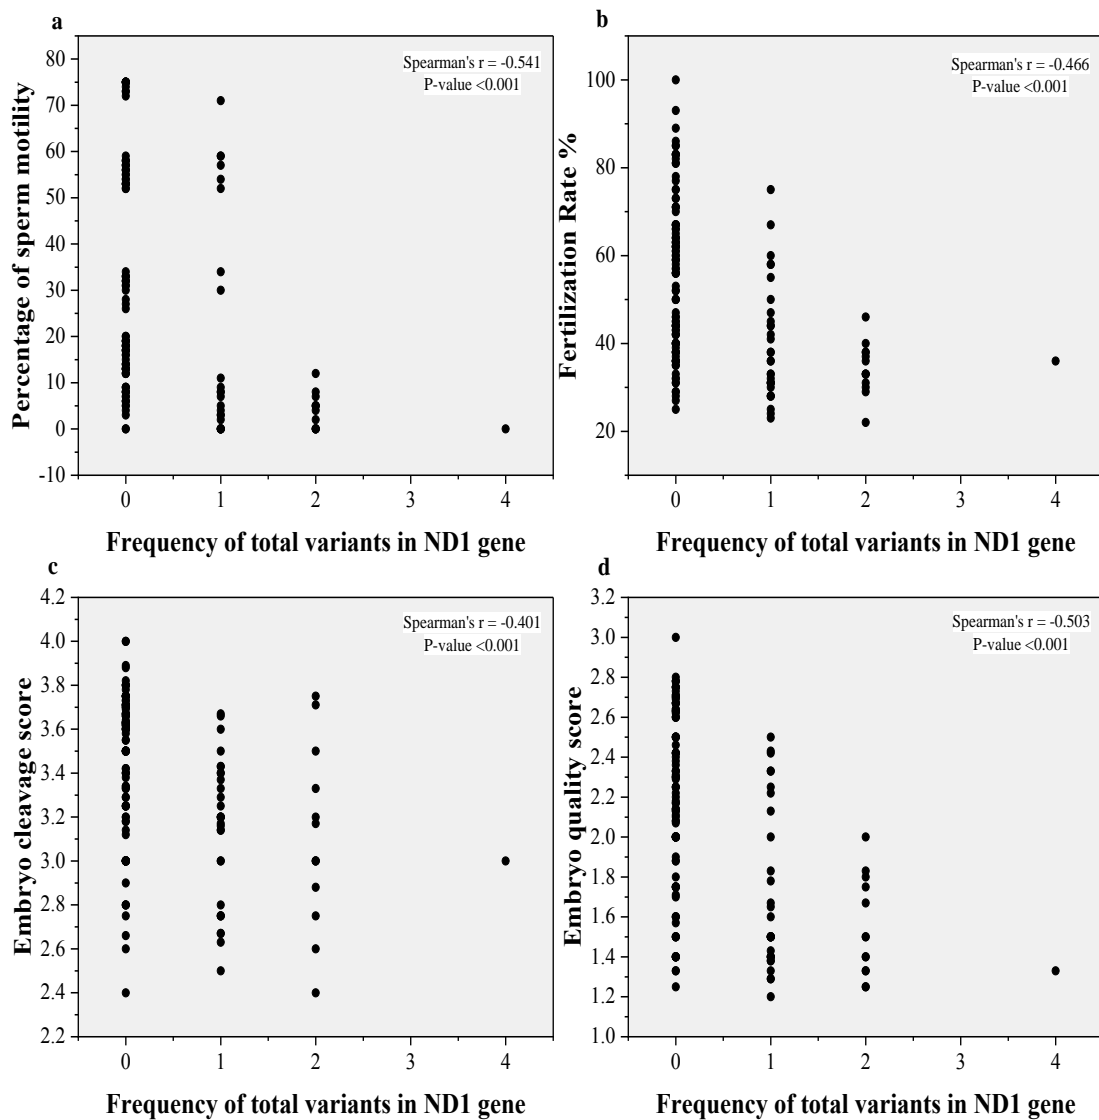 a
Spearman's r = -0.541
P-value <0.001
Percentage of sperm motility
80
70
60
50
40
30
20
10
0
-10
0 1 2 3 4
Frequency of total variants in ND1 gene
b
Spearman's r = -0.466
P-value <0.001
Fertilization Rate %
100
80
60
40
20
0 1 2 3 4
Frequency of total variants in ND1 gene
c
Spearman's r = -0.401
P-value <0.001
Embryo cleavage score
4.2
4.0
3.8
3.6
3.4
3.2
3.0
2.8
2.6
2.4
2.2
0 1 2 3 4
Frequency of total variants in ND1 gene
d
Spearman's r = -0.503
P-value <0.001
Embryo quality score
3.2
3.0
2.8
2.6
2.4
2.2
2.0
1.8
1.6
1.4
1.2
1.0
0 1 2 3 4
Frequency of total variants in ND1 gene